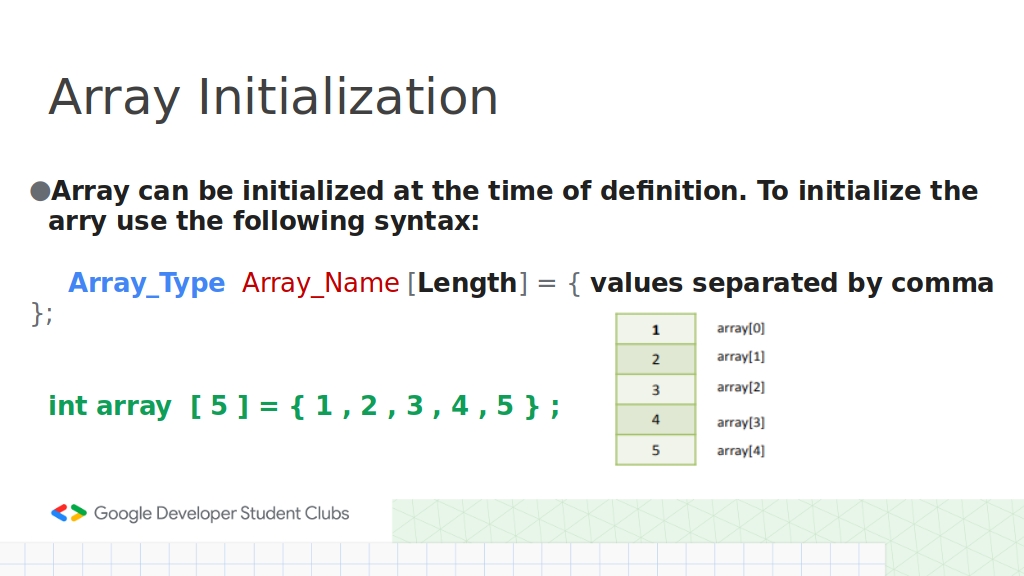 Array Initialization
●Array can be initialized at the time of definition. To initialize the
arry use the following syntax:
Array_Type Array_Name [Length] = { values separated by comma
};
int array [ 5 ] = { 1 , 2 , 3 , 4 , 5 } ;
1 array[0]
2 array[1]
3 array[2]
4 array[3]
5 array[4]
Google Developer Student Clubs